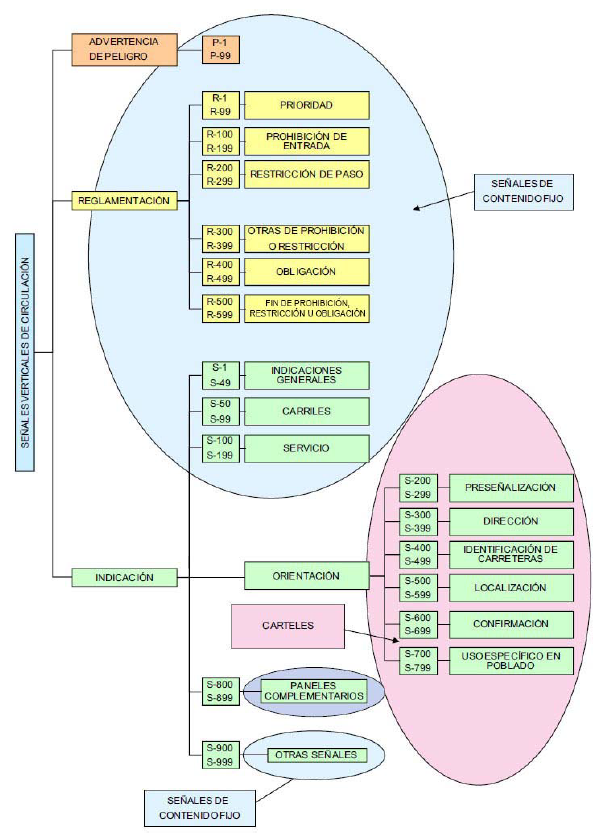 SEÑALES VERTICALES DE CIRCULACIÓN
ADVERTENCIA
DE PELIGRO
P-1
P-99
REGLAMENTACIÓN
R-1
R-99
PRIORIDAD
R-100
R-199
PROHIBICIÓN DE
ENTRADA
R-200
R-299
RESTRICCIÓN DE PASO
R-300
R-399
OTRAS DE PROHIBICIÓN
O RESTRICCIÓN
R-400
R-499
OBLIGACIÓN
R-500
R-599
FIN DE PROHIBICIÓN,
RESTRICCIÓN U OBLIGACIÓN
SEÑALES DE
CONTENIDO FIJO
INDICACIÓN
S-1
S-49
INDICACIONES
GENERALES
S-50
S-99
CARRILES
S-100
S-199
SERVICIO
ORIENTACIÓN
S-200
S-299
PRESEÑALIZACIÓN
S-300
S-399
DIRECCIÓN
S-400
S-499
IDENTIFICACIÓN DE
CARRETERAS
S-500
S-599
LOCALIZACIÓN
S-600
S-699
CONFIRMACIÓN
S-700
S-799
USO ESPECÍFICO EN
POBLADO
CARTELES
S-800
S-899
PANELES
COMPLEMENTARIOS
S-900
S-999
OTRAS SEÑALES
SEÑALES DE
CONTENIDO FIJO